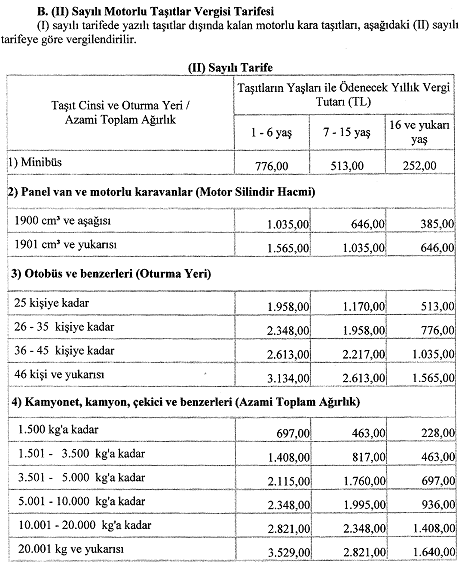 B. (II) Sayılı Motorlu Taşıtlar Vergisi Tarifesi
(I) sayılı tarifede yazılı taşıtlar dışında kalan motorlu kara taşıtları, aşağıdaki (II) sayılı
tarifeye göre vergilendirilir.
(II) Sayılı Tarife
Taşıt Cinsi ve Oturma Yeri /
Azami Toplam Ağırlık
Taşıtların Yaşları ile Ödenecek Yıllık Vergi
Tutarı (TL)
1 - 6 yaş 7 - 15 yaş 16 ve yukarı
yaş
1) Minibüs 776,00 513,00 252,00
2) Panel van ve motorlu karavanlar (Motor Silindir Hacmi)
1900 cm³ ve aşağısı 1.035,00 646,00 385,00
1901 cm³ ve yukarısı 1.565,00 1.035,00 646,00
3) Otobüs ve benzerleri (Oturma Yeri)
25 kişiye kadar 1.958,00 1.170,00 513,00
26 - 35 kişiye kadar 2.348,00 1.958,00 776,00
36 - 45 kişiye kadar 2.613,00 2.217,00 1.035,00
46 kişi ve yukarısı 3.134,00 2.613,00 1.565,00
4) Kamyonet, kamyon, çekici ve benzerleri (Azami Toplam Ağırlık)
1.500 kg'a kadar 697,00 463,00 228,00
1.501 - 3.500 kg'a kadar 1.408,00 817,00 463,00
3.501 - 5.000 kg'a kadar 2.115,00 1.760,00 697,00
5.001 - 10.000 kg'a kadar 2.348,00 1.995,00 936,00
10.001 - 20.000 kg'a kadar 2.821,00 2.348,00 1.408,00
20.001 kg ve yukarısı 3.529,00 2.821,00 1.640,00